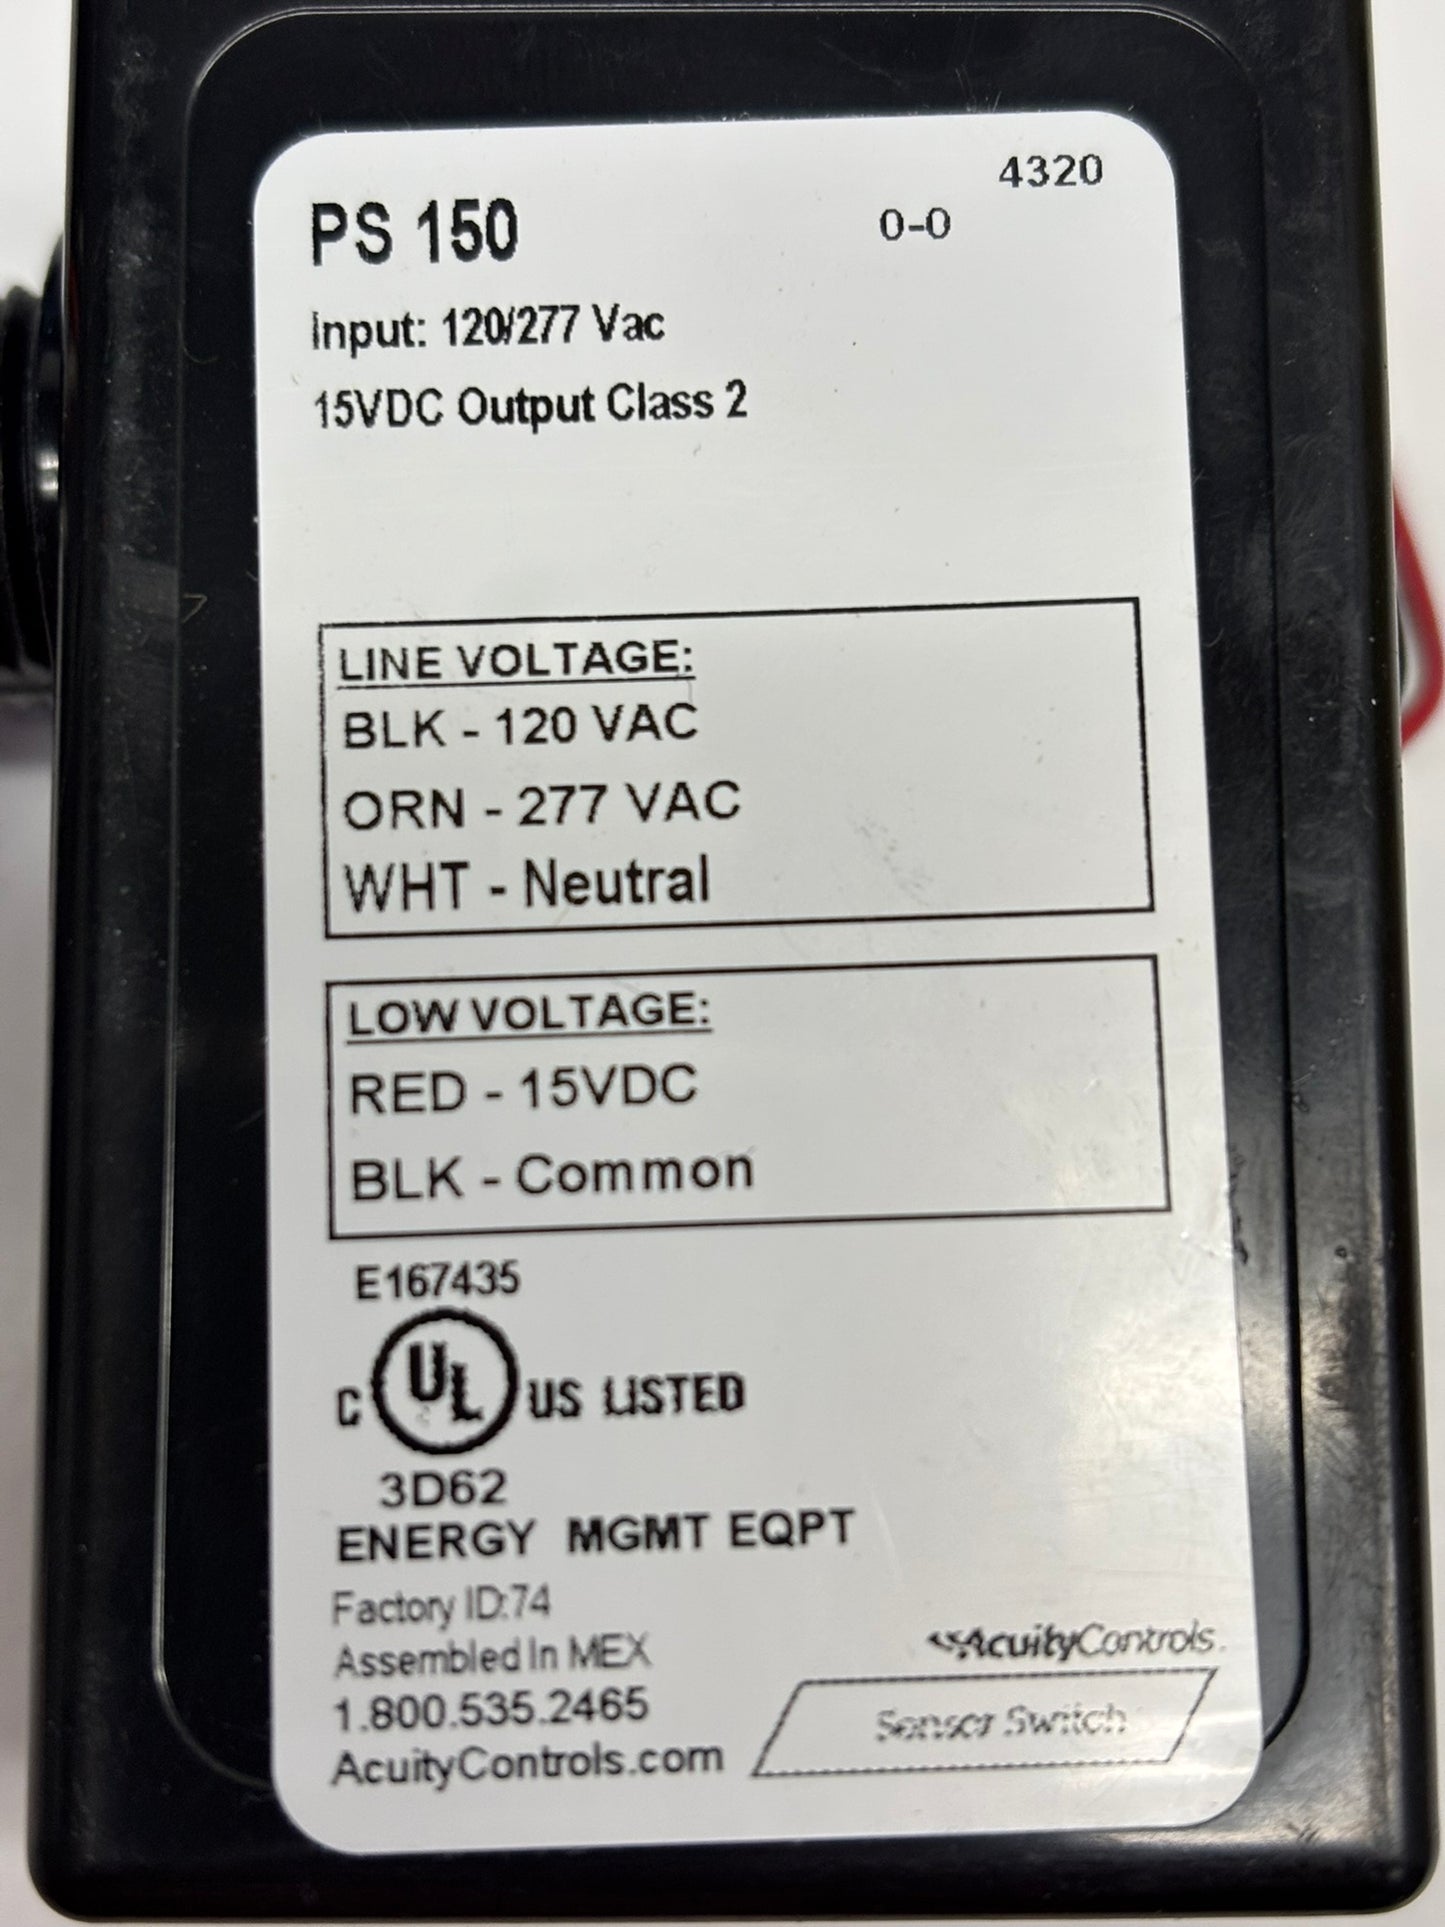 4320
PS 150 0-0
Input: 120/277 Vac
15VDC Output Class 2
LINE VOLTAGE:
BLK - 120 VAC
ORN - 277 VAC
WHT - Neutral
LOW VOLTAGE:
RED - 15VDC
BLK - Common
E167435
C UL US LISTED
3D62
ENERGY MGMT EQPT
Factory ID:74
Assembled In MEX
1.800.535.2465
AcuityControls.com
AcuityControls.
Sensor Switch